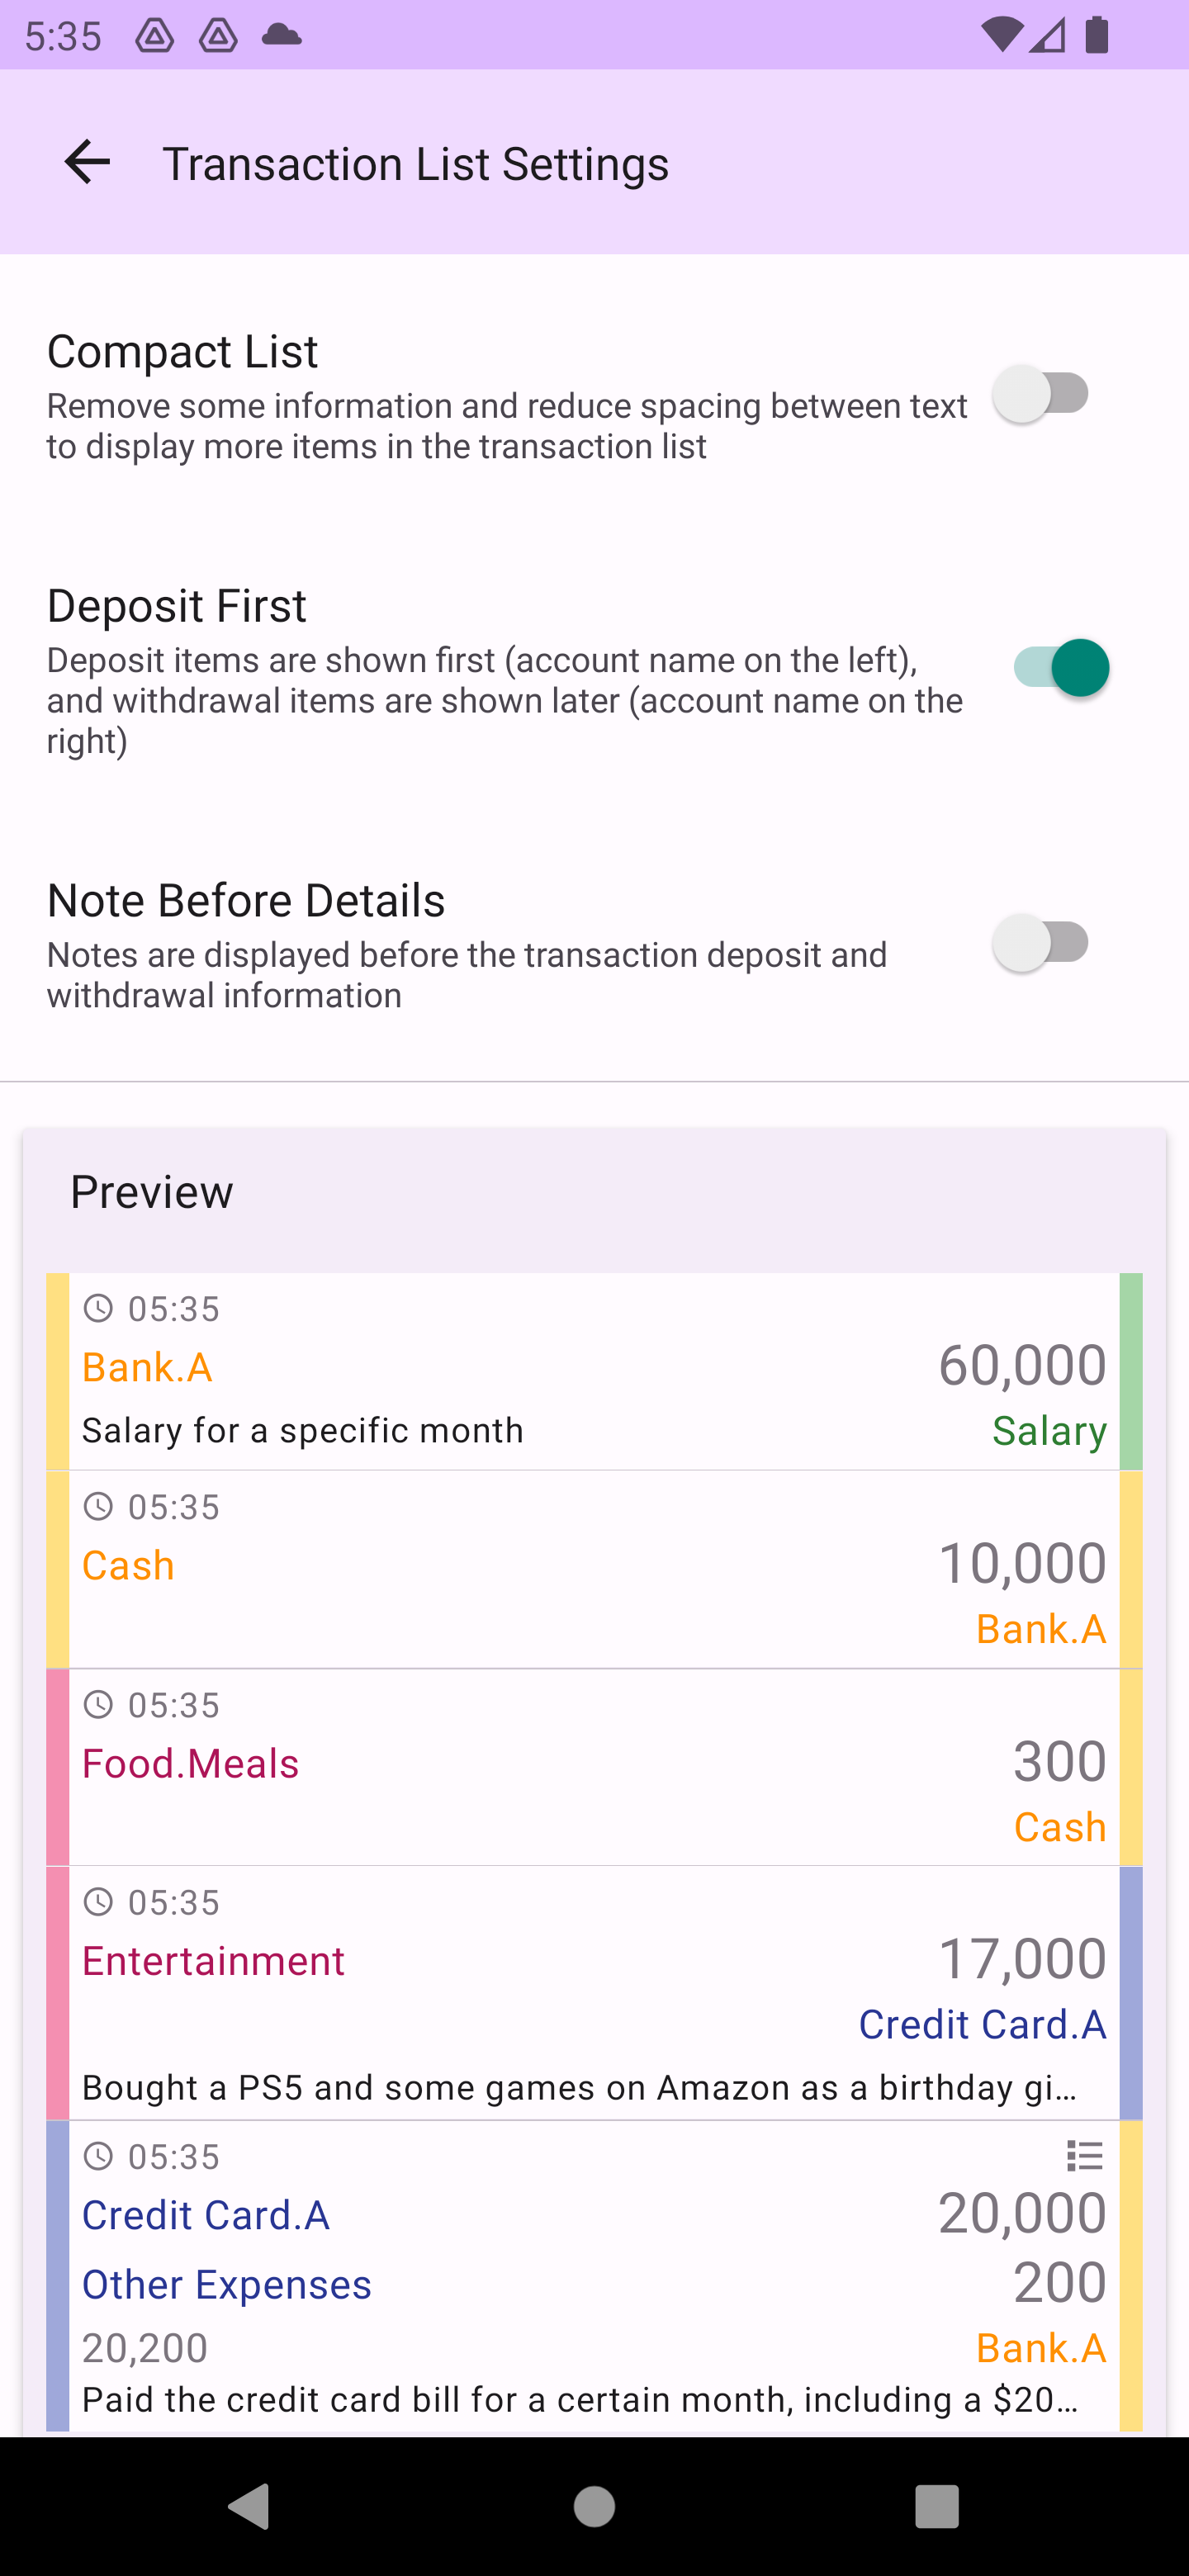 5:35
Transaction List Settings
Compact List
Remove some information and reduce spacing between text
to display more items in the transaction list
Deposit First
Deposit items are shown first (account name on the left),
and withdrawal items are shown later (account name on the
right)
Note Before Details
Notes are displayed before the transaction deposit and
withdrawal information
Preview
05:35
Bank.A 60,000
Salary for a specific month Salary
05:35
Cash 10,000
Bank.A
05:35
Food.Meals 300
Cash
05:35
Entertainment 17,000
Credit Card.A
Bought a PS5 and some games on Amazon as a birthday gi...
05:35
Credit Card.A 20,000
Other Expenses 200
20,200 Bank.A
Paid the credit card bill for a certain month, including a $20...